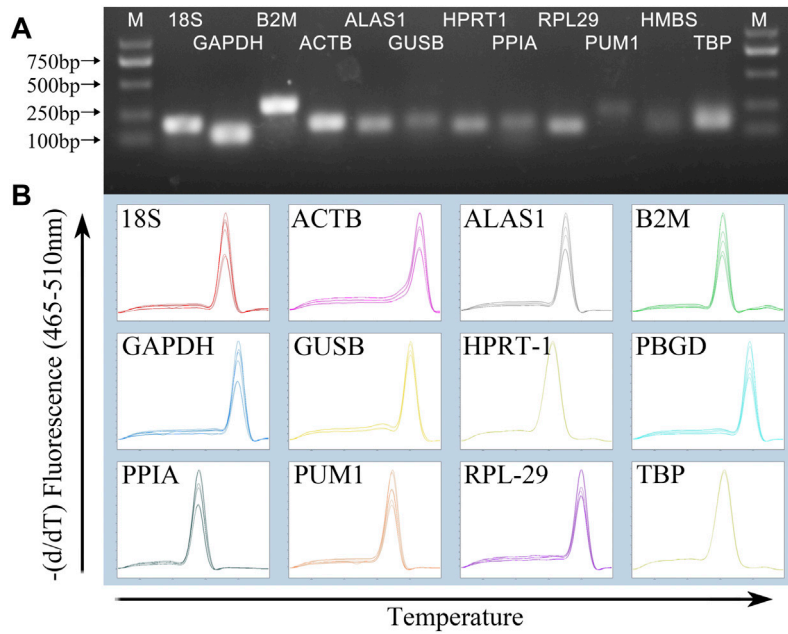 A
M 18S B2M ALAS1 HPRT1 RPL29 HMBS M
GAPDH ACTB GUSB PPIA PUM1 TBP
750bp→
500bp→
250bp→
100bp→
B
-(d/dT) Fluorescence (465-510nm)
18S ACTB ALAS1 B2M
GAPDH GUSB HPRT-1 PBGD
PPIA PUM1 RPL-29 TBP
Temperature